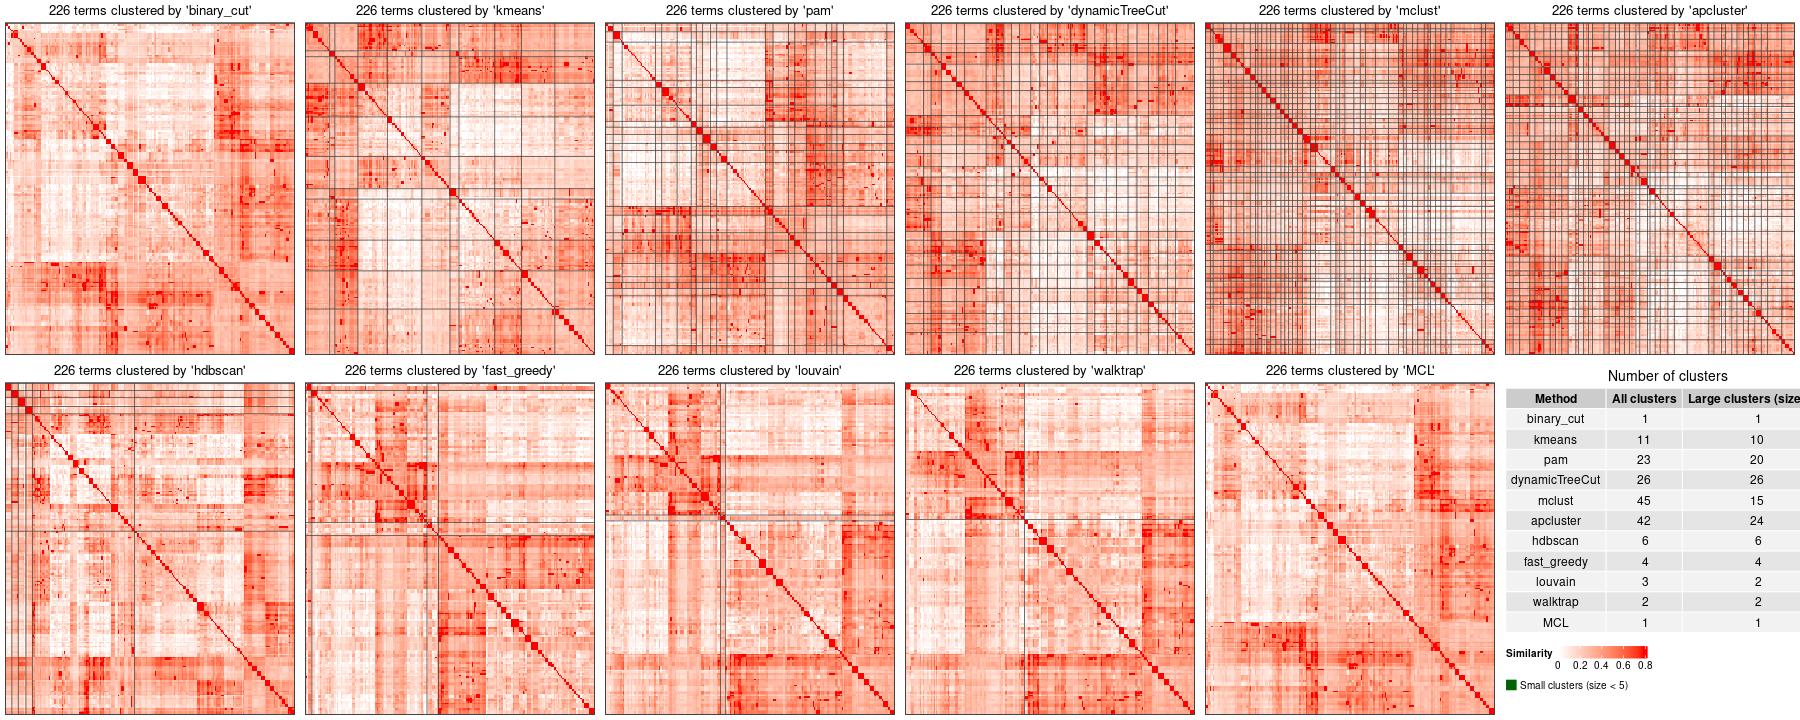 226 terms clustered by 'binary_cut'
226 terms clustered by 'kmeans'
226 terms clustered by 'pam'
226 terms clustered by 'dynamicTreeCut'
226 terms clustered by 'mclust'
226 terms clustered by 'apcluster'
226 terms clustered by 'hdbscan'
226 terms clustered by 'fast_greedy'
226 terms clustered by 'louvain'
226 terms clustered by 'walktrap'
226 terms clustered by 'MCL'
Number of clusters
Method All clusters Large clusters (size
binary_cut 1 1
kmeans 11 10
pam 23 20
dynamicTreeCut 26 26
mclust 45 15
apcluster 42 24
hdbscan 6 6
fast_greedy 4 4
louvain 3 2
walktrap 2 2
MCL 1 1
Similarity
0 0.2 0.4 0.6 0.8
Small clusters (size < 5)